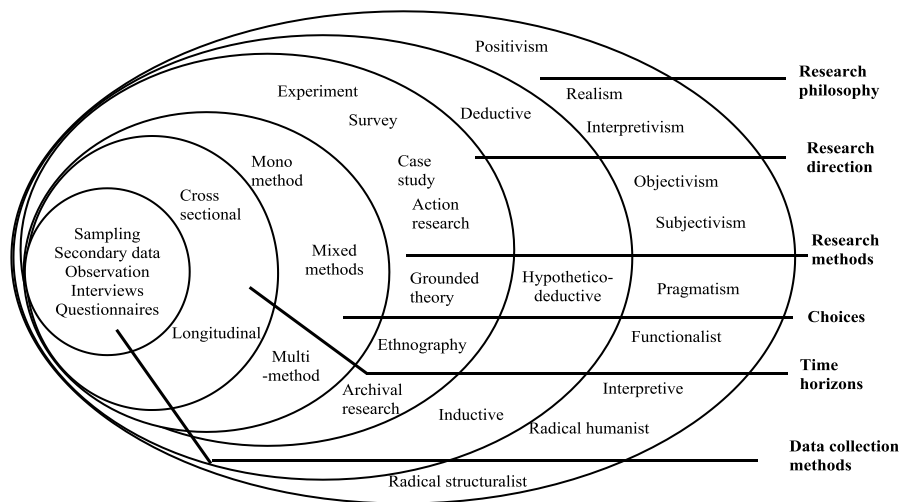 Positivism
Realism
Interpretivism
Objectivism
Subjectivism
Pragmatism
Functionalist
Interpretive
Radical humanist
Radical structuralist
Deductive
Hypothetico-
deductive
Inductive
Experiment
Survey
Case
study
Action
research
Grounded
theory
Ethnography
Archival
research
Mono
method
Mixed
methods
Multi
-method
Cross
sectional
Longitudinal
Sampling
Secondary data
Observation
Interviews
Questionnaires
Research
philosophy
Research
direction
Research
methods
Choices
Time
horizons
Data collection
methods